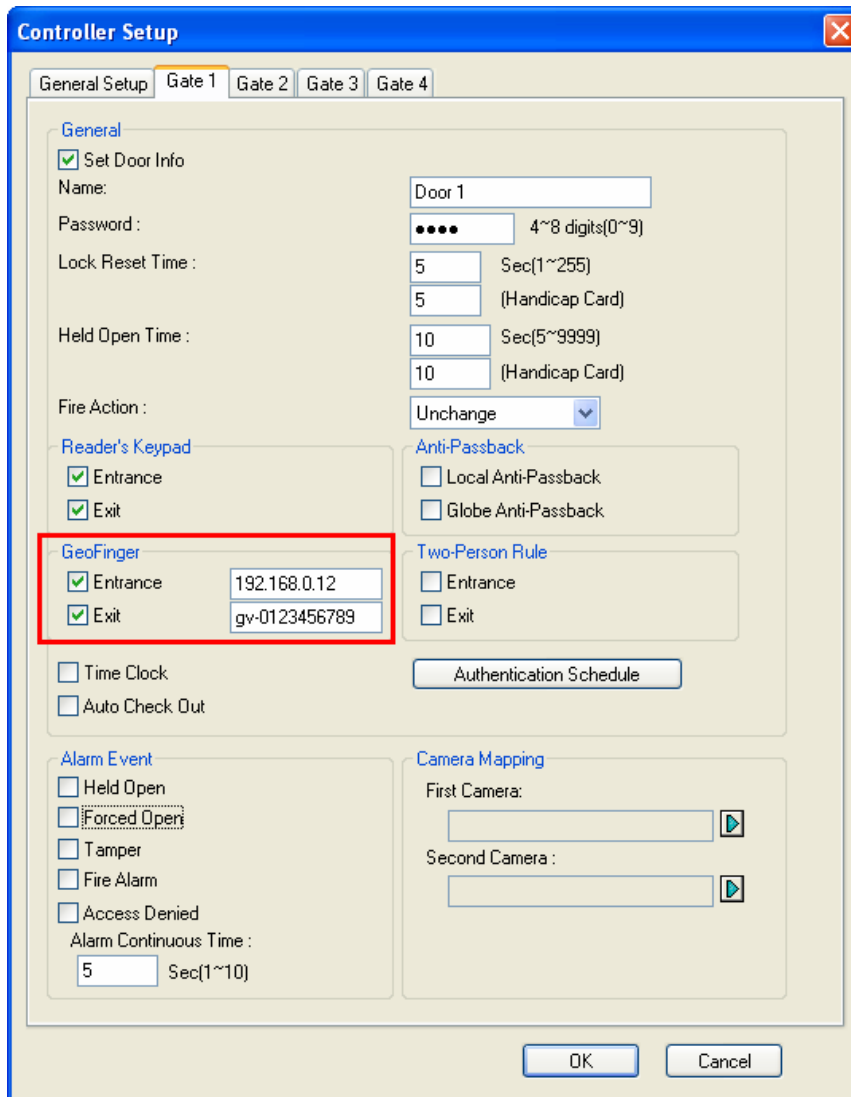 Controller Setup
General Setup Gate 1 Gate 2 Gate 3 Gate 4
General
Set Door Info
Name: Door 1
Password : •••• 4~8 digits(0~9)
Lock Reset Time : 5 Sec(1~255)
5 (Handicap Card)
Held Open Time : 10 Sec(5~9999)
10 (Handicap Card)
Fire Action : Unchange
Reader's Keypad
Entrance
Exit
Anti-Passback
Local Anti-Passback
Globe Anti-Passback
GeoFinger
Entrance 192.168.0.12
Exit gv-0123456789
Two-Person Rule
Entrance
Exit
Time Clock
Auto Check Out
Authentication Schedule
Alarm Event
Held Open
Forced Open
Tamper
Fire Alarm
Access Denied
Alarm Continuous Time :
5 Sec(1~10)
Camera Mapping
First Camera:
Second Camera :
OK Cancel